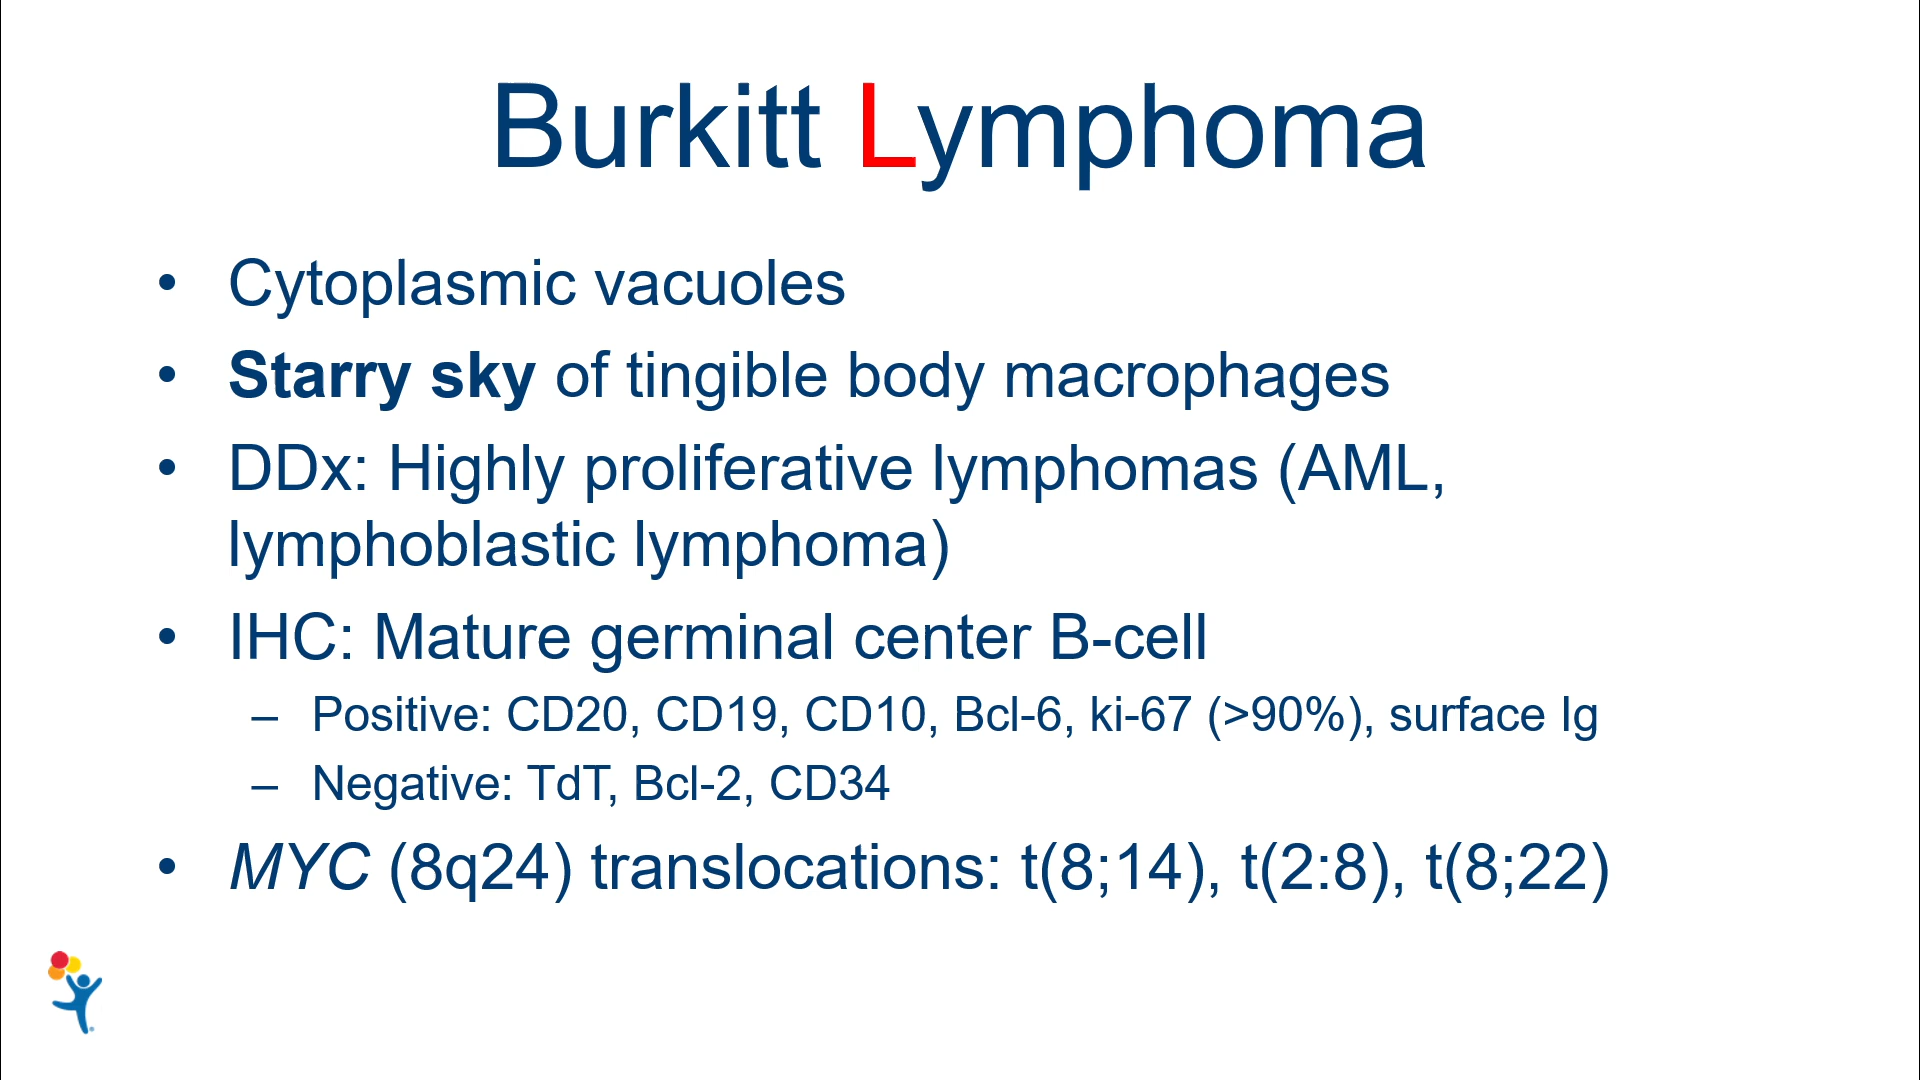 Burkitt Lymphoma
• Cytoplasmic vacuoles
• Starry sky of tingible body macrophages
• DDx: Highly proliferative lymphomas (AML,
lymphoblastic lymphoma)
• IHC: Mature germinal center B-cell
– Positive: CD20, CD19, CD10, Bcl-6, ki-67 (>90%), surface Ig
– Negative: TdT, Bcl-2, CD34
• MYC (8q24) translocations: t(8;14), t(2:8), t(8;22)